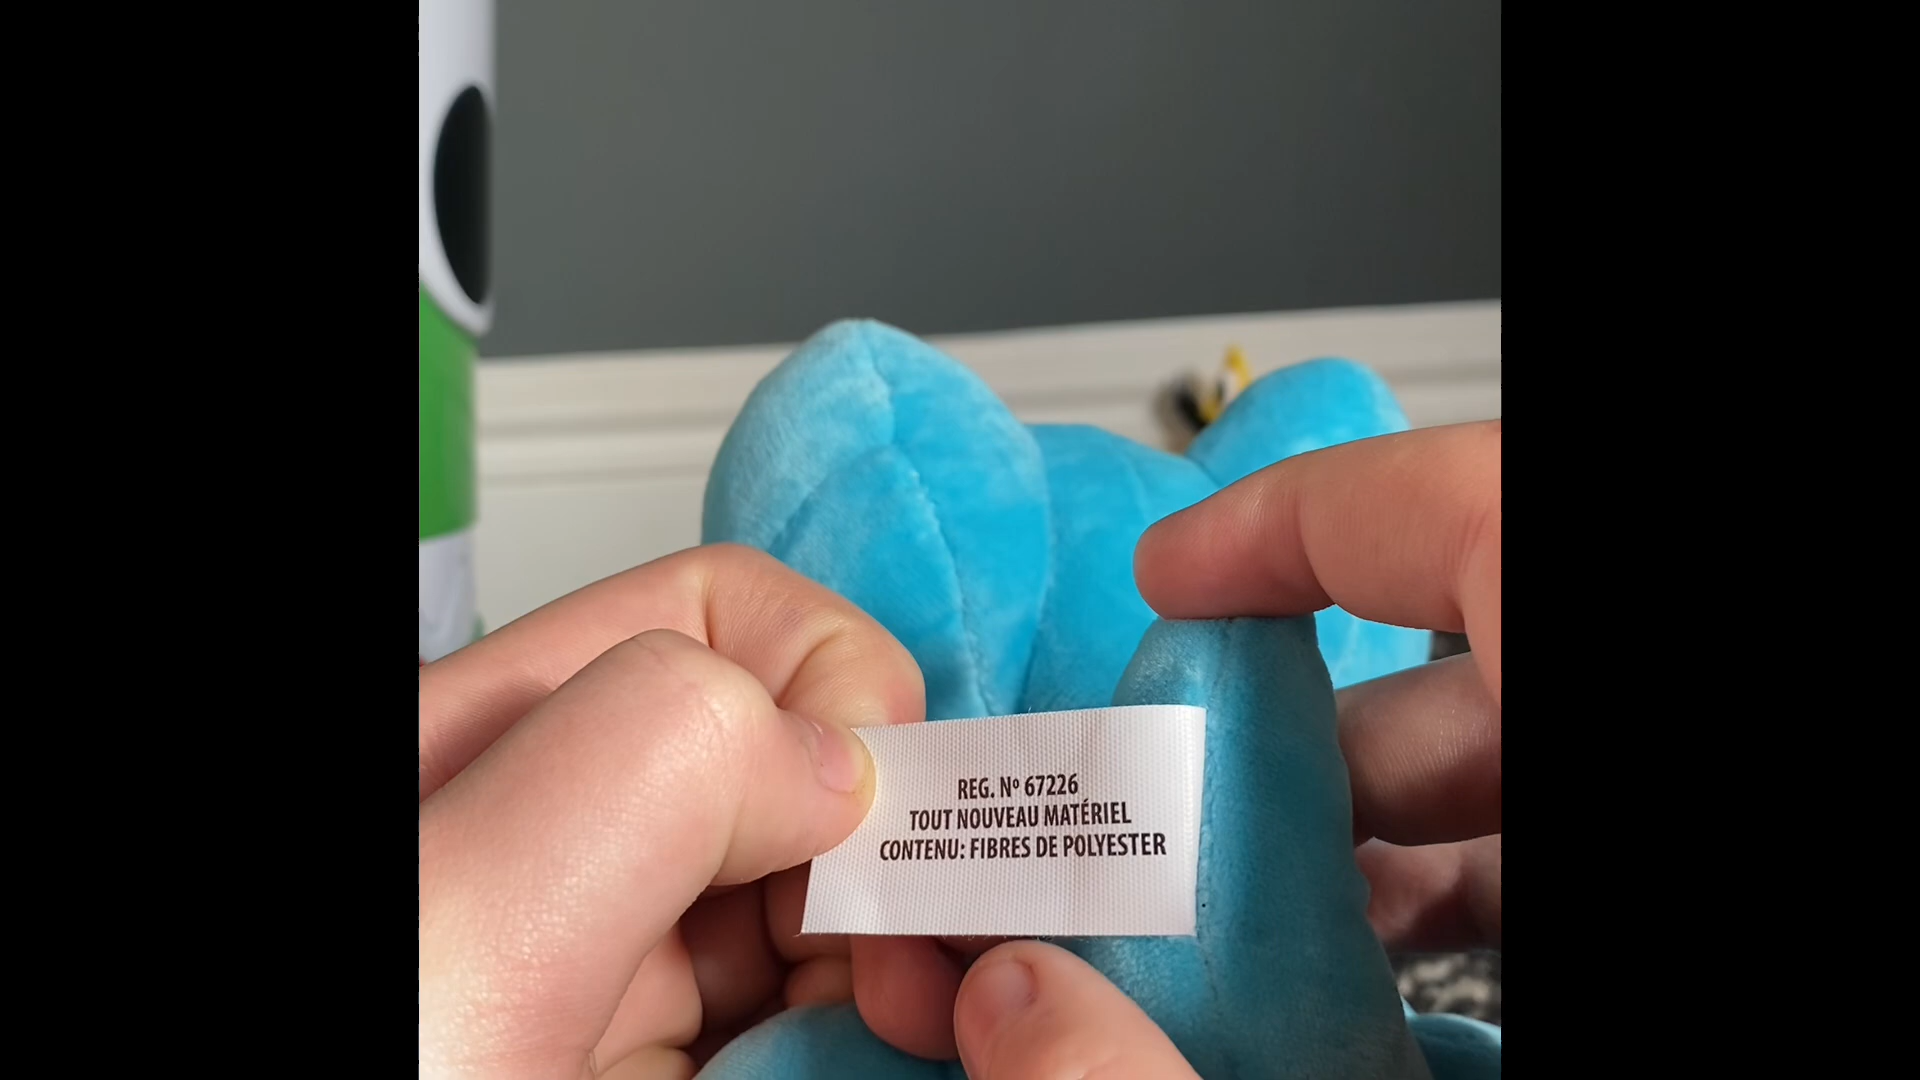 REG. Nº 67226
TOUT NOUVEAU MATÉRIEL
CONTENU: FIBRES DE POLYESTER